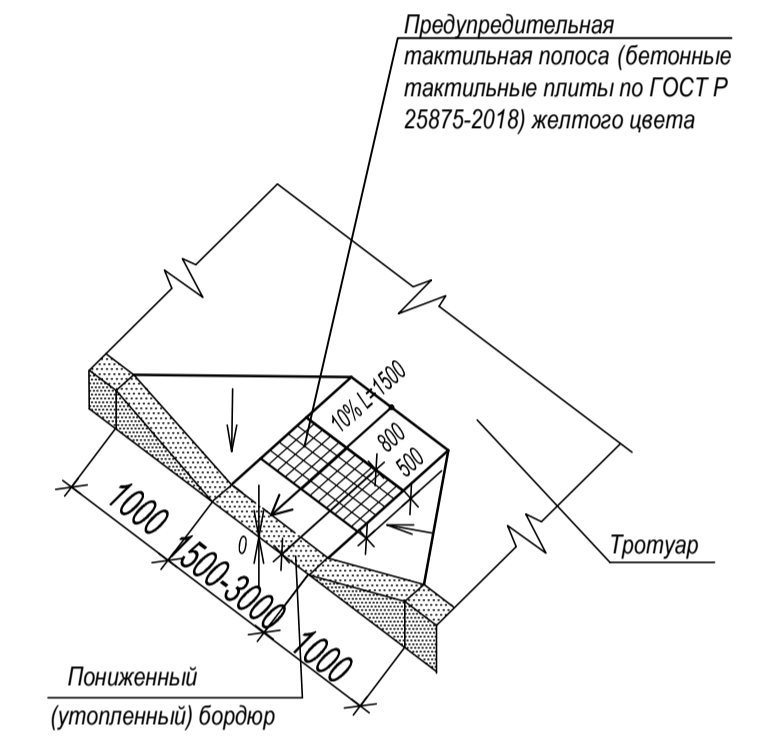 Предупредительная
тактильная полоса (бетонные
тактильные плиты по ГОСТ Р
25875-2018) желтого цвета
10% L=1500
800
500
0
1000
1500-3000
1000
Тротуар
Пониженный
(утопленный) бордюр